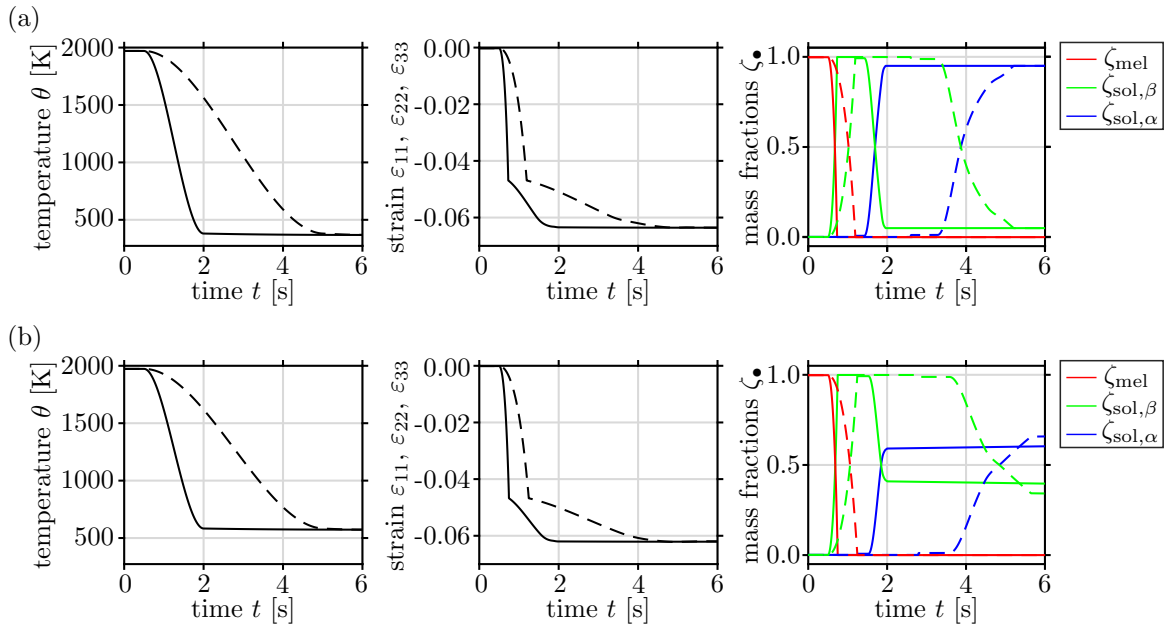 (a)
temperature θ [K]
2000
1500
1000
500
0 2 4 6
time t [s]
strain ε11, ε22, ε33
0.00
-0.02
-0.04
-0.06
0 2 4 6
time t [s]
mass fractions ζ•
1.0
0.5
0.0
0 2 4 6
time t [s]
ζmel
ζsol,β
ζsol,α
(b)
temperature θ [K]
2000
1500
1000
500
0 2 4 6
time t [s]
strain ε11, ε22, ε33
0.00
-0.02
-0.04
-0.06
0 2 4 6
time t [s]
mass fractions ζ•
1.0
0.5
0.0
0 2 4 6
time t [s]
ζmel
ζsol,β
ζsol,α